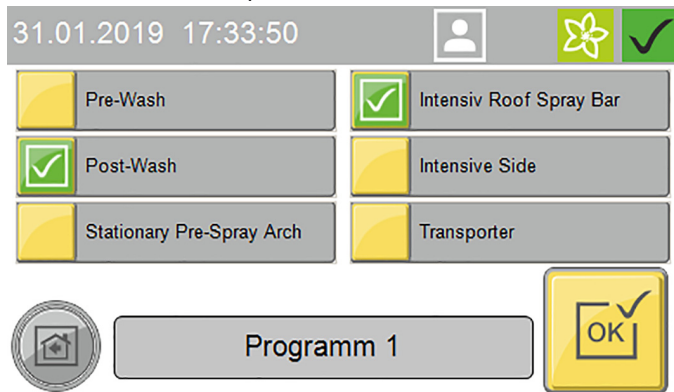 31.01.2019 17:33:50
Pre-Wash
Intensiv Roof Spray Bar
Post-Wash
Intensive Side
Stationary Pre-Spray Arch
Transporter
Programm 1
OK